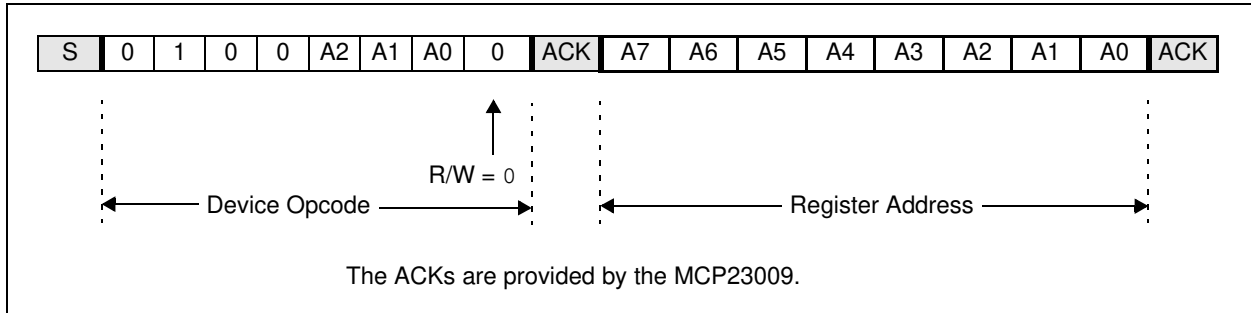 S 0 1 0 0 A2 A1 A0 0 ACK A7 A6 A5 A4 A3 A2 A1 A0 ACK
R/W = 0
Device Opcode Register Address
The ACKs are provided by the MCP23009.